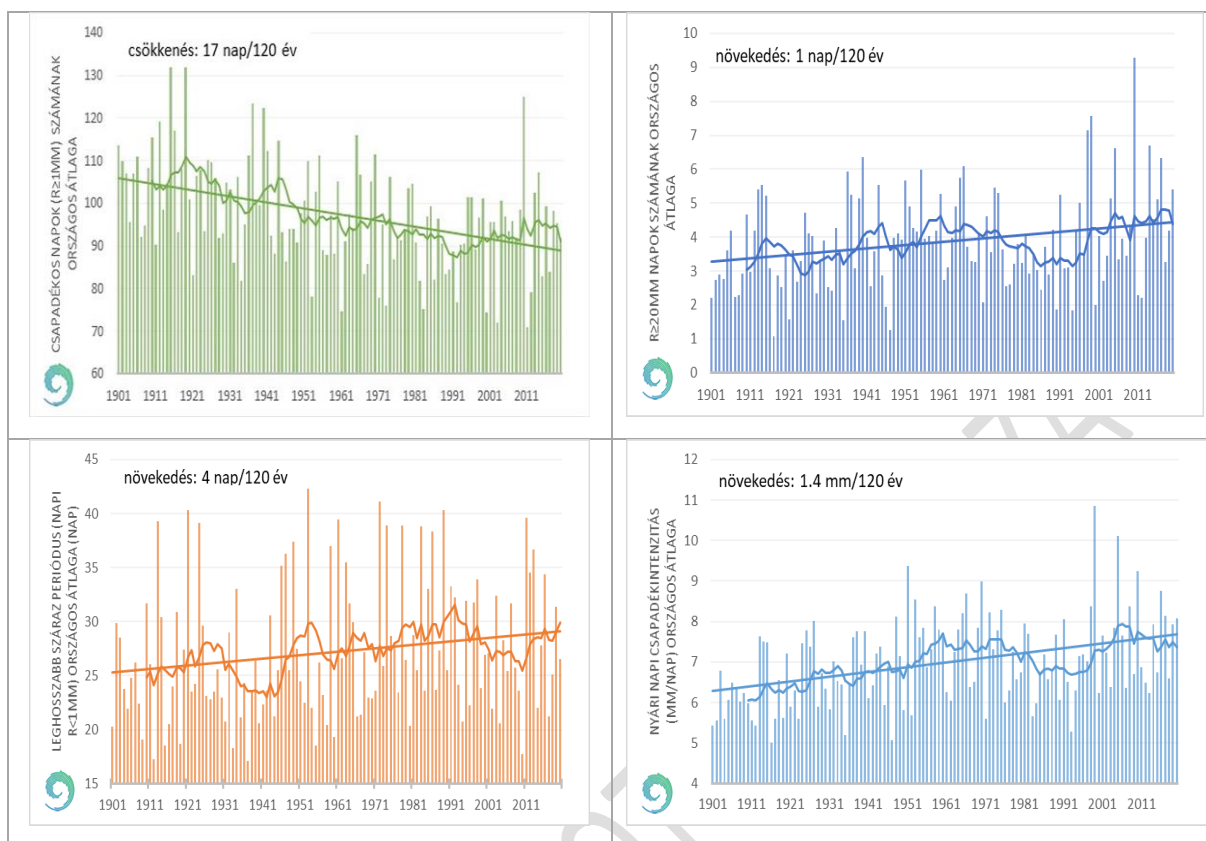 csökkenés: 17 nap/120 év
CSAPADÉKOS NAPOK (R≥1MM) SZÁMÁNAK
ORSZÁGOS ÁTLAGA
140
130
120
110
100
90
80
70
60
1901 1911 1921 1931 1941 1951 1961 1971 1981 1991 2001 2011
növekedés: 1 nap/120 év
R≥20MM NAPOK SZÁMÁNAK ORSZÁGOS
ÁTLAGA
10
9
8
7
6
5
4
3
2
1
0
1901 1911 1921 1931 1941 1951 1961 1971 1981 1991 2001 2011
növekedés: 4 nap/120 év
LEGHOSSZABB SZÁRAZ PERIÓDUS (NAPI
R<1MM) ORSZÁGOS ÁTLAGA (NAP)
45
40
35
30
25
20
15
1901 1911 1921 1931 1941 1951 1961 1971 1981 1991 2001 2011
növekedés: 1.4 mm/120 év
NYÁRI NAPI CSAPADÉKINTENZITÁS
(MM/NAP) ORSZÁGOS ÁTLAGA
12
11
10
9
8
7
6
5
4
1901 1911 1921 1931 1941 1951 1961 1971 1981 1991 2001 2011